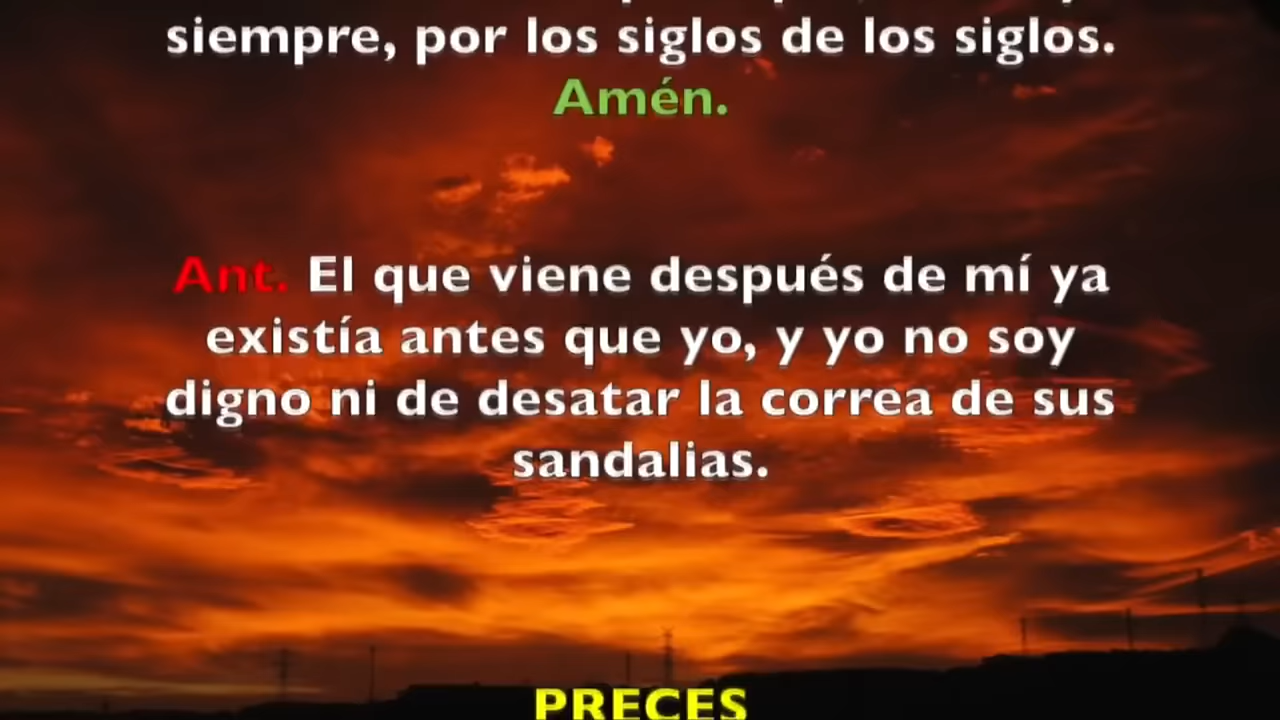 siempre, por los siglos de los siglos.
Amén.
Ant. El que viene después de mí ya
existía antes que yo, y yo no soy
digno ni de desatar la correa de sus
sandalias.
PRECES